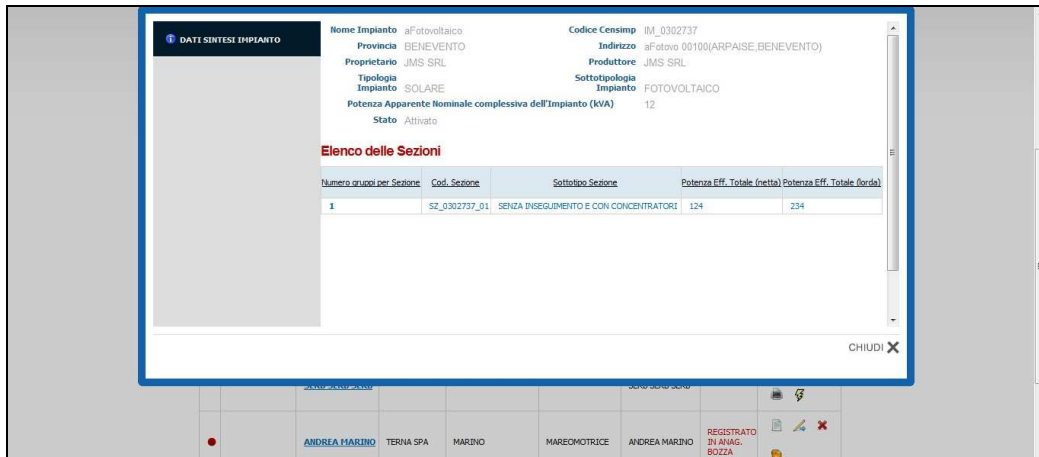 DATI SINTESI IMPIANTO
Nome Impianto aFotovoltaico Codice Censimp IM_0302737
Provincia BENEVENTO Indirizzo aFotovo 00100(ARPAISE,BENEVENTO)
Proprietario JMS SRL Produttore JMS SRL
Tipologia Impianto SOLARE Sottotipologia Impianto FOTOVOLTAICO
Potenza Apparente Nominale complessiva dell'Impianto (kVA) 12
Stato Attivato
Elenco delle Sezioni
Numero gruppi per Sezione Cod. Sezione Sottotipo Sezione Potenza Eff. Totale (netta) Potenza Eff. Totale (lorda)
1 SZ_0302737_01 SENZA INSEGUIMENTO E CON CONCENTRATORI 124 234
CHIUDI
ANDREA MARINO TERNA SPA MARINO MAREOMOTRICE ANDREA MARINO REGISTRATO IN ANAG. BOZZA